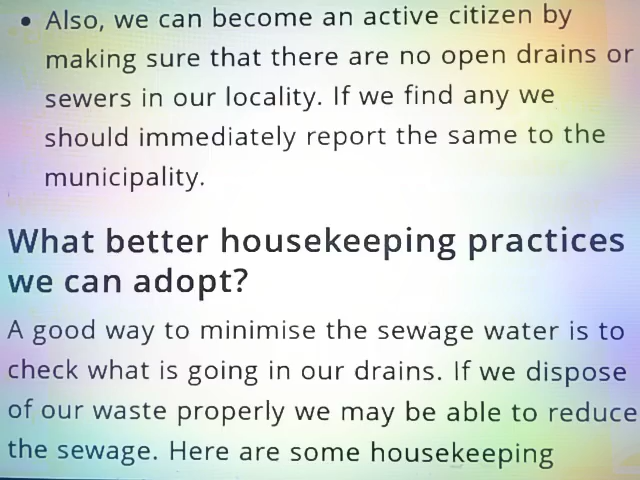 • Also, we can become an active citizen by
making sure that there are no open drains or
sewers in our locality. If we find any we
should immediately report the same to the
municipality.
What better housekeeping practices
we can adopt?
A good way to minimise the sewage water is to
check what is going in our drains. If we dispose
of our waste properly we may be able to reduce
the sewage. Here are some housekeeping